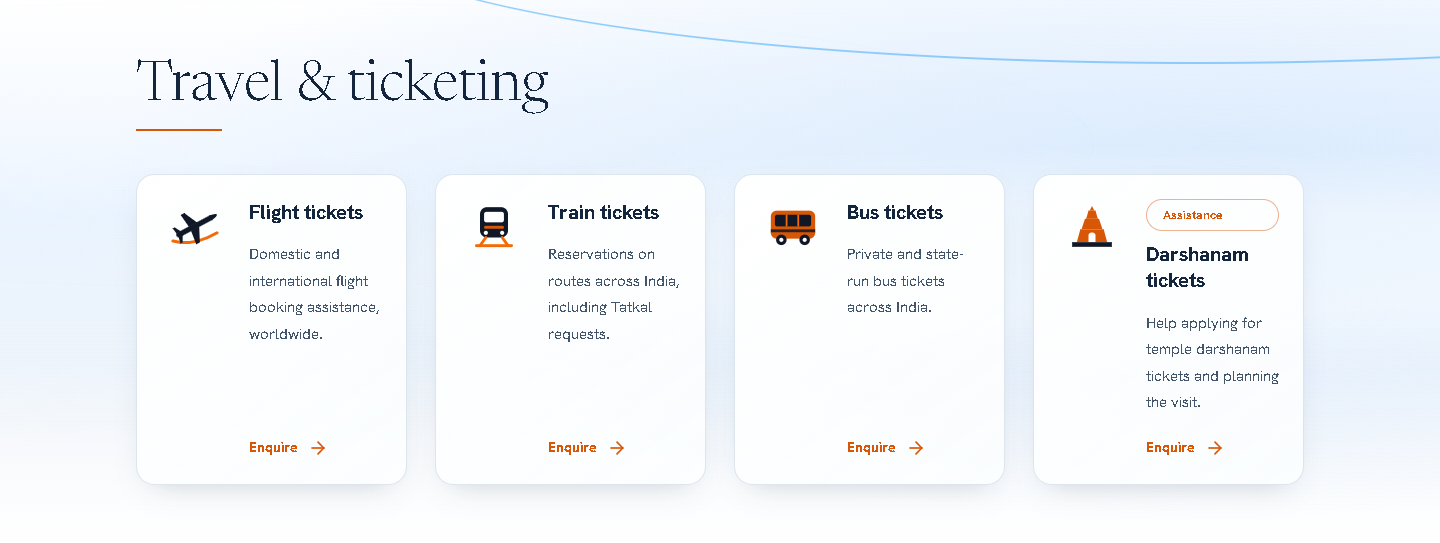 Travel & ticketing
Flight tickets
Domestic and
international flight
booking assistance,
worldwide.
Enquire
Train tickets
Reservations on
routes across India,
including Tatkal
requests.
Enquire
Bus tickets
Private and state-
run bus tickets
across India.
Enquire
Assistance
Darshanam
tickets
Help applying for
temple darshanam
tickets and planning
the visit.
Enquire